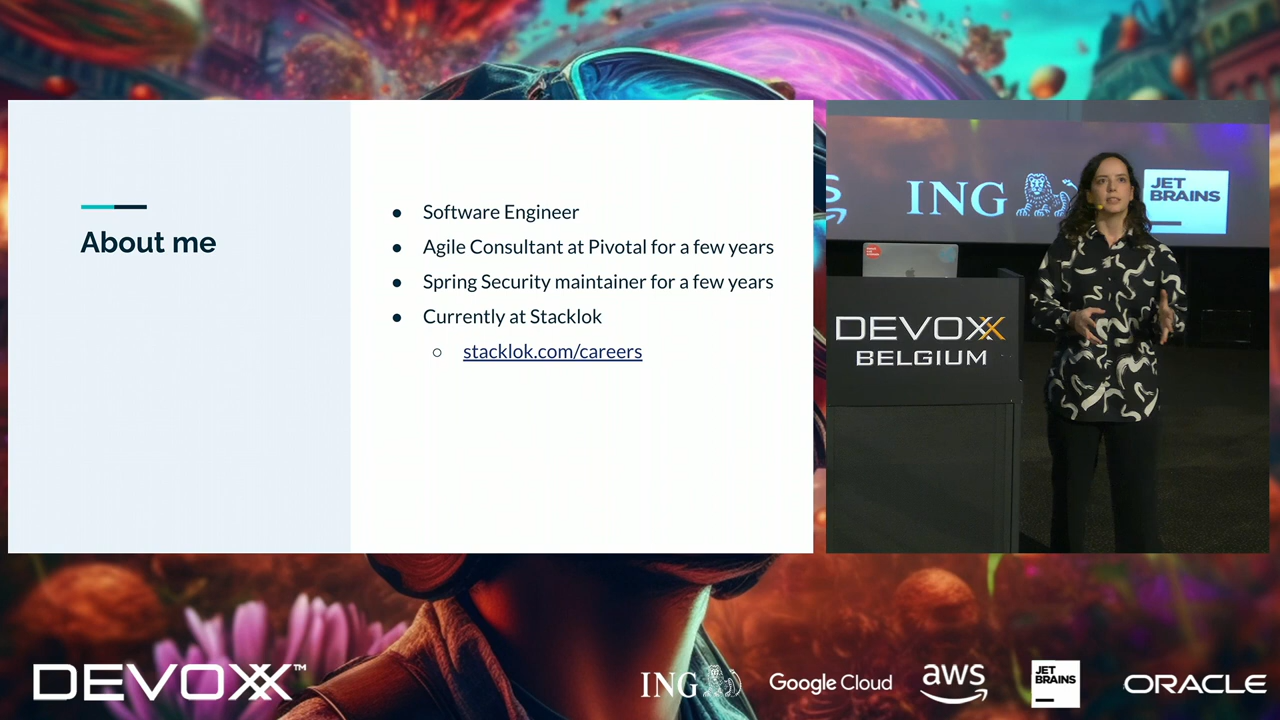 About me
● Software Engineer
● Agile Consultant at Pivotal for a few years
● Spring Security maintainer for a few years
● Currently at Stacklok
○ stacklok.com/careers
ING
JET
BRAINS
DEVOXX
BELGIUM
DEVOXX™
ING
Google Cloud
aws
JET
BRAINS
ORACLE